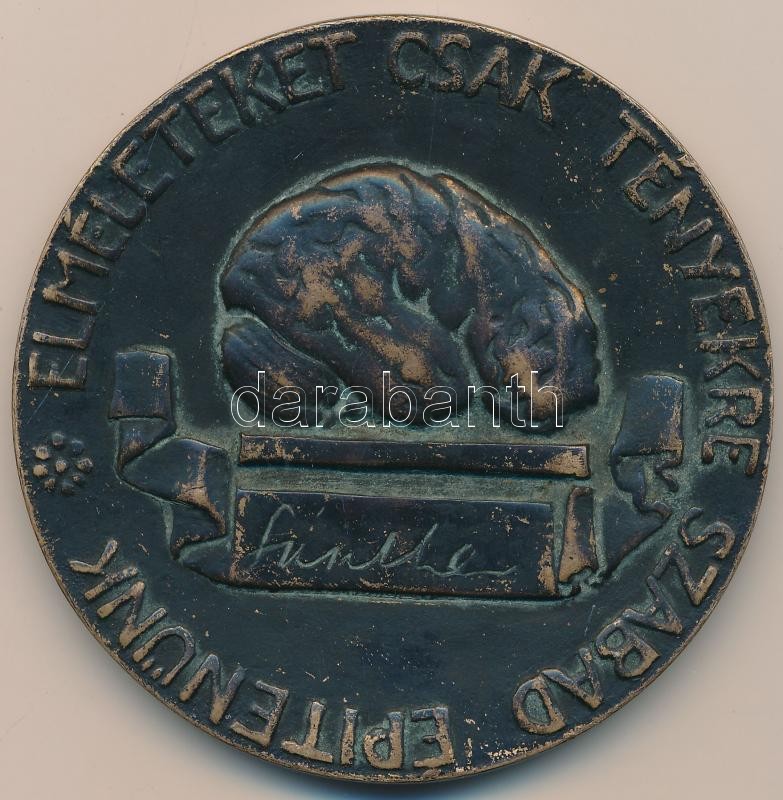 ELMÉLETEKET CSAK TÉNYEKRE SZABAD ÉPITENÜNK
darabanth